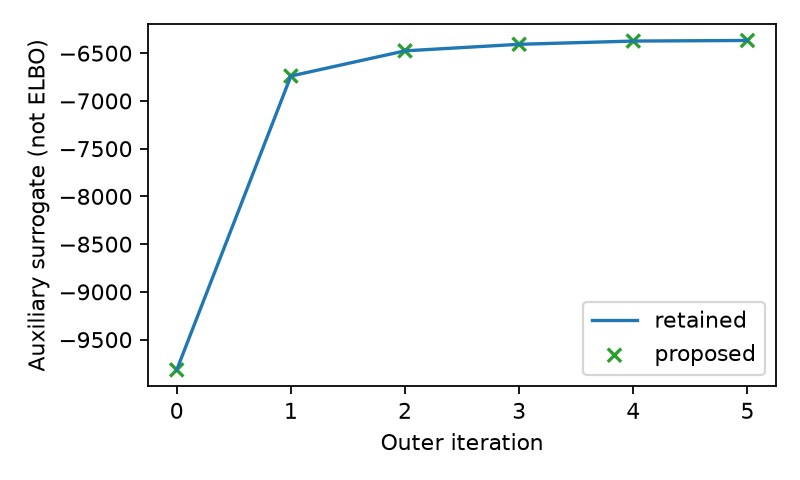 Auxiliary surrogate (not ELBO)
−6500
−7000
−7500
−8000
−8500
−9000
−9500
retained
proposed
0 1 2 3 4 5
Outer iteration